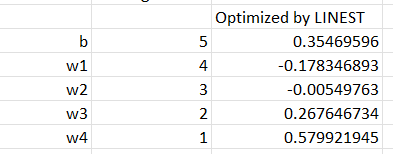 Optimized by LINEST
b 5 0.35469596
w1 4 -0.178346893
w2 3 -0.00549763
w3 2 0.267646734
w4 1 0.579921945